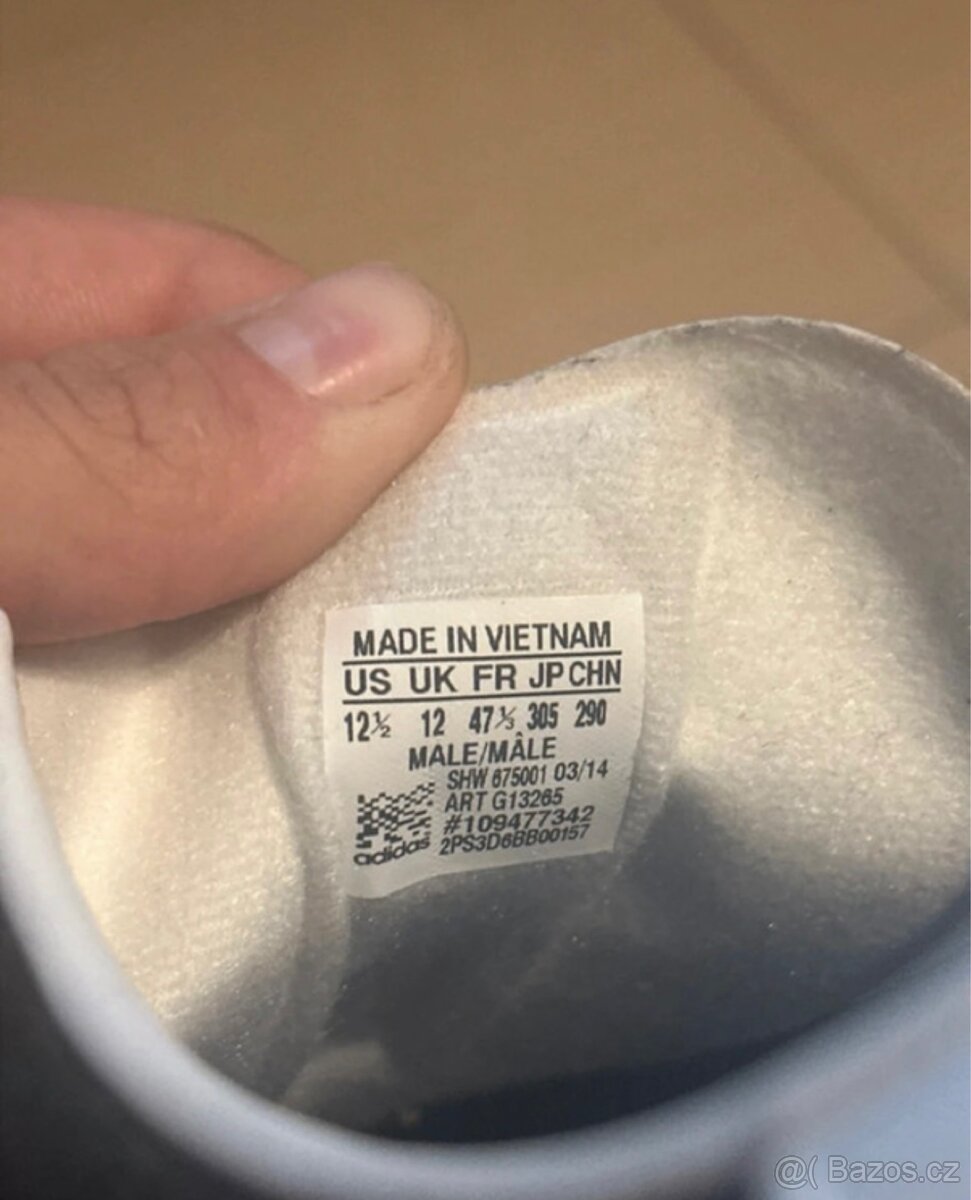 MADE IN VIETNAM
US UK FR JP CHN
12½ 12 47⅓ 305 290
MALE/MÂLE
SHW 675001 03/14
ART G13265
#109477342
adidas 2PS3D6BB00157
@( Bazos.cz